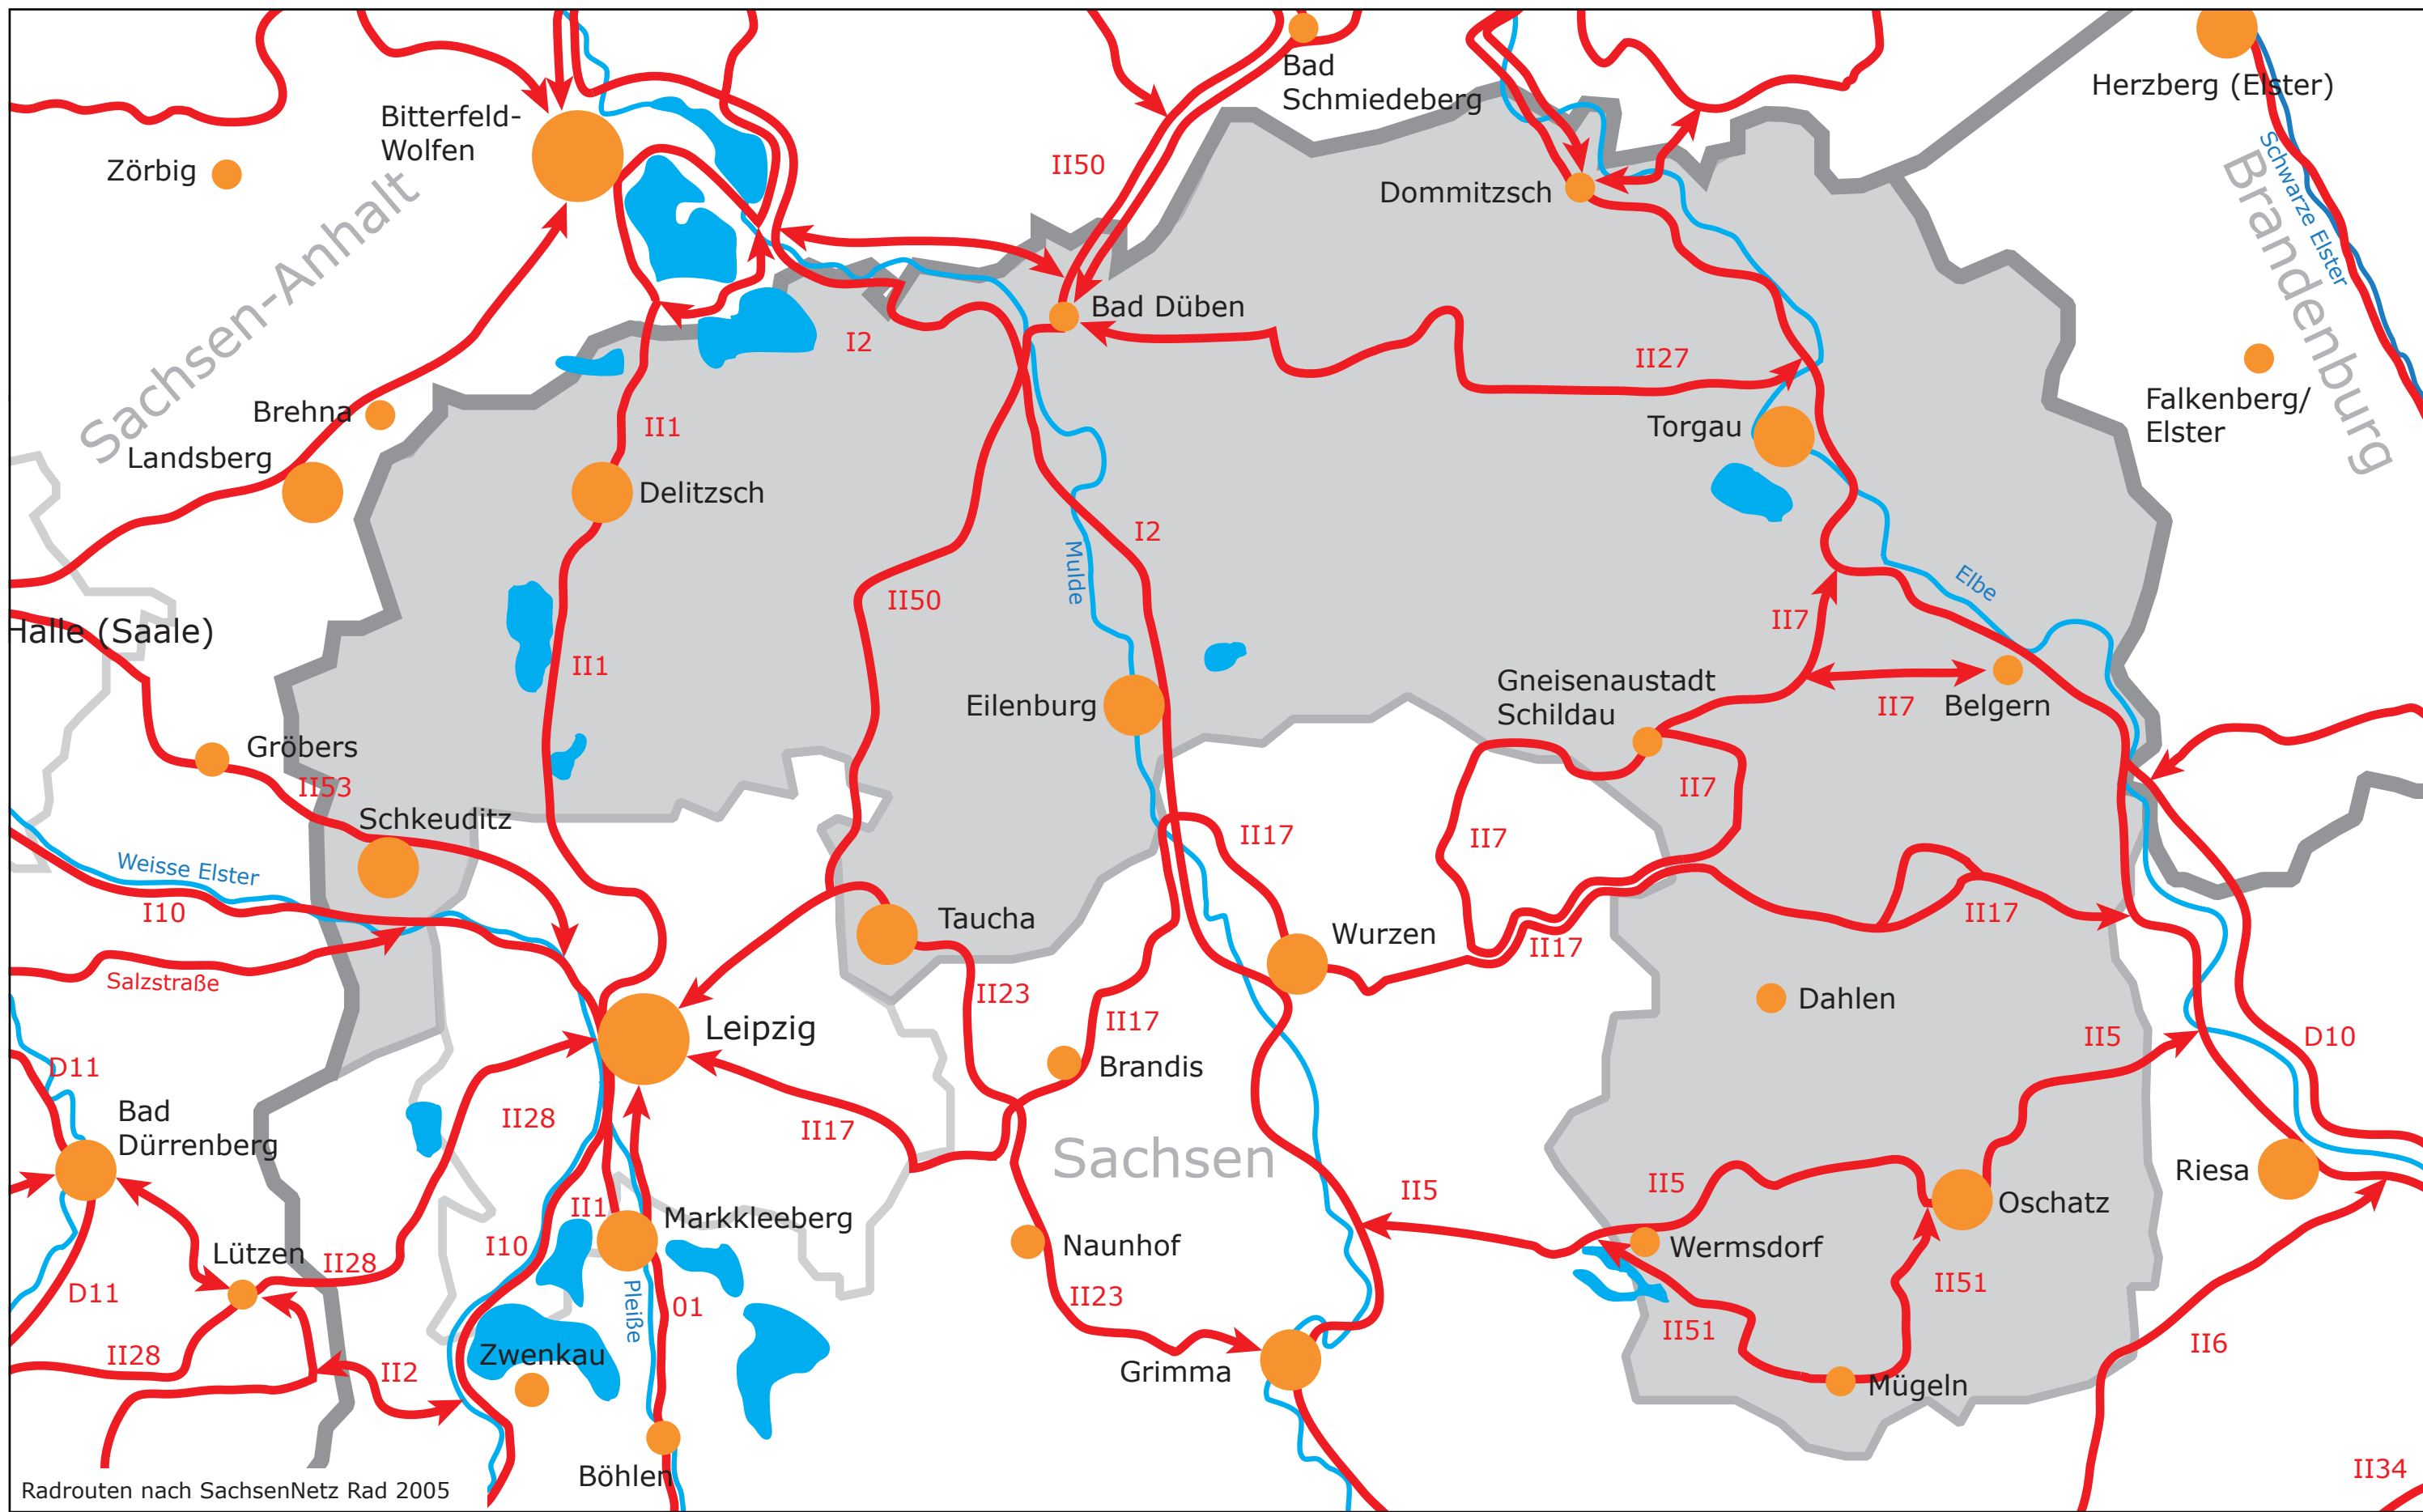 Bad
Schmiedeberg
Herzberg (Elster)
Bitterfeld-
Wolfen
Zörbig
II50
Dommitzsch
Schwarze Elster
Brandenburg
Sachsen-Anhalt
Bad Düben
I2
II27
Brehna
Landsberg
II1
Falkenberg/
Elster
Torgau
Delitzsch
I2
Mulde
Elbe
II50
Halle (Saale)
II7
II1
Gneisenaustadt
Schildau
Eilenburg
II7
Belgern
Gröbers
II53
II7
Schkeuditz
II17
II7
Weisse Elster
I10
Taucha
Wurzen
II17
II17
Salzstraße
II23
Dahlen
II17
Leipzig
II5
D10
D11
Brandis
Bad
Dürrenberg
II28
II17
Sachsen
Riesa
II5
II5
II1
Markkleeberg
Oschatz
I10
Naunhof
Wermsdorf
Lützen
II28
D11
II23
01
Pleiße
II51
II51
II28
Zwenkau
II2
Grimma
Mügeln
II6
Böhlen
II34
Radrouten nach SachsenNetz Rad 2005